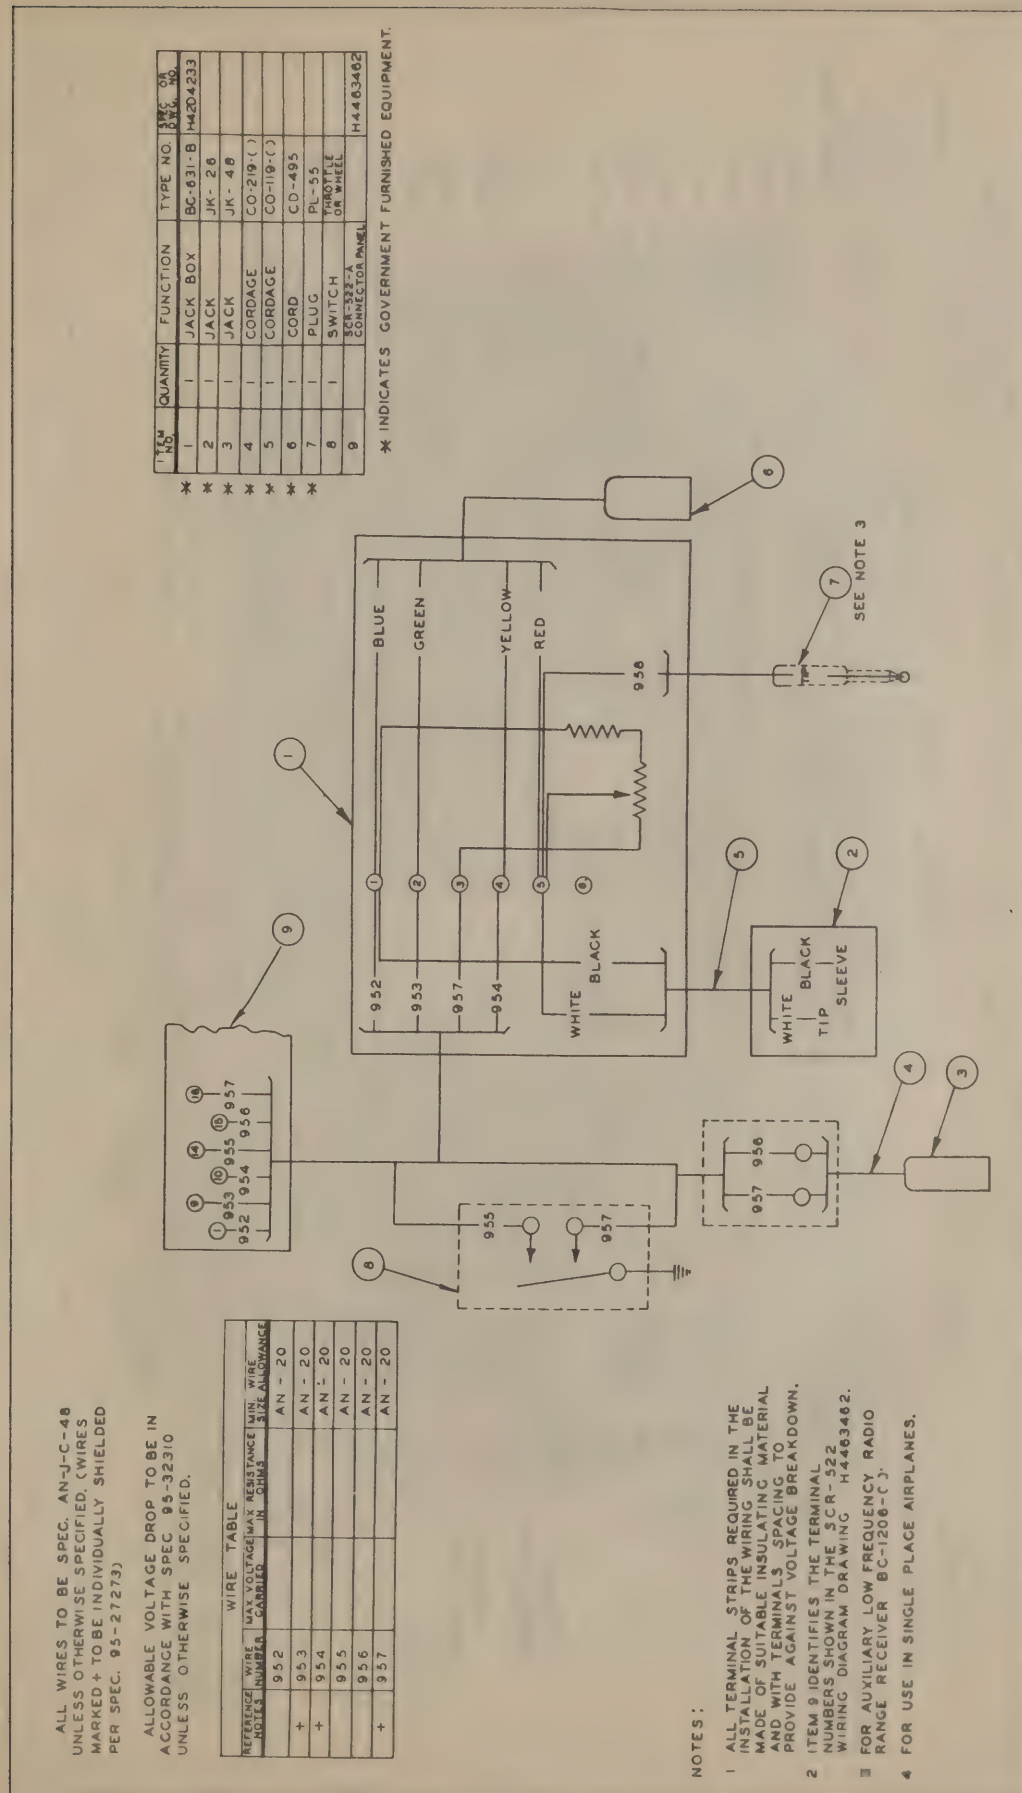 ALL WIRES TO BE SPEC. AN-J-C-48
UNLESS OTHERWISE SPECIFIED. (WIRES
MARKED + TO BE INDIVIDUALLY SHIELDED
PER SPEC. 95-27273)
ALLOWABLE VOLTAGE DROP TO BE IN
ACCORDANCE WITH SPEC 95-32310
UNLESS OTHERWISE SPECIFIED.
WIRE TABLE
REFERENCE NOTES WIRE NUMBER MAX VOLTAGE CARRIED MAX RESISTANCE IN OHMS MIN. WIRE SIZE ALLOWANCE
952 AN - 20
+ 953 AN - 20
+ 954 AN - 20
955 AN - 20
956 AN - 20
+ 957 AN - 20
NOTES:
1 ALL TERMINAL STRIPS REQUIRED IN THE
INSTALLATION OF THE WIRING SHALL BE
MADE OF SUITABLE INSULATING MATERIAL
AND WITH TERMINALS SPACING TO
PROVIDE AGAINST VOLTAGE BREAKDOWN.
2 ITEM 9 IDENTIFIES THE TERMINAL
NUMBERS SHOWN IN THE SCR-522
WIRING DIAGRAM DRAWING H4463462.
FOR AUXILIARY LOW FREQUENCY RADIO
RANGE RECEIVER BC-1206-( ).
4 FOR USE IN SINGLE PLACE AIRPLANES.
9
1 9 10 14 15 16
952 953 954 955 956 957
8
955
957
957 956
4
3
1
952 1 BLUE
953 2 GREEN
957 3
954 4 YELLOW
5 RED
6
WHITE BLACK
958
5
2
WHITE BLACK
TIP SLEEVE
6
7
TIP
SEE NOTE 3
ITEM NO. QUANTITY FUNCTION TYPE NO. SPEC OR DWG. NO.
* 1 1 JACK BOX BC-631-B H42D4233
* 2 1 JACK JK-26
* 3 1 JACK JK-48
* 4 1 CORDAGE CO-219-( )
* 5 1 CORDAGE CO-119-( )
* 6 1 CORD CD-495
* 7 1 PLUG PL-55
8 1 SWITCH THROTTLE OR WHEEL
9 SCR-522-A CONNECTOR PANEL H4463462
* INDICATES GOVERNMENT FURNISHED EQUIPMENT.